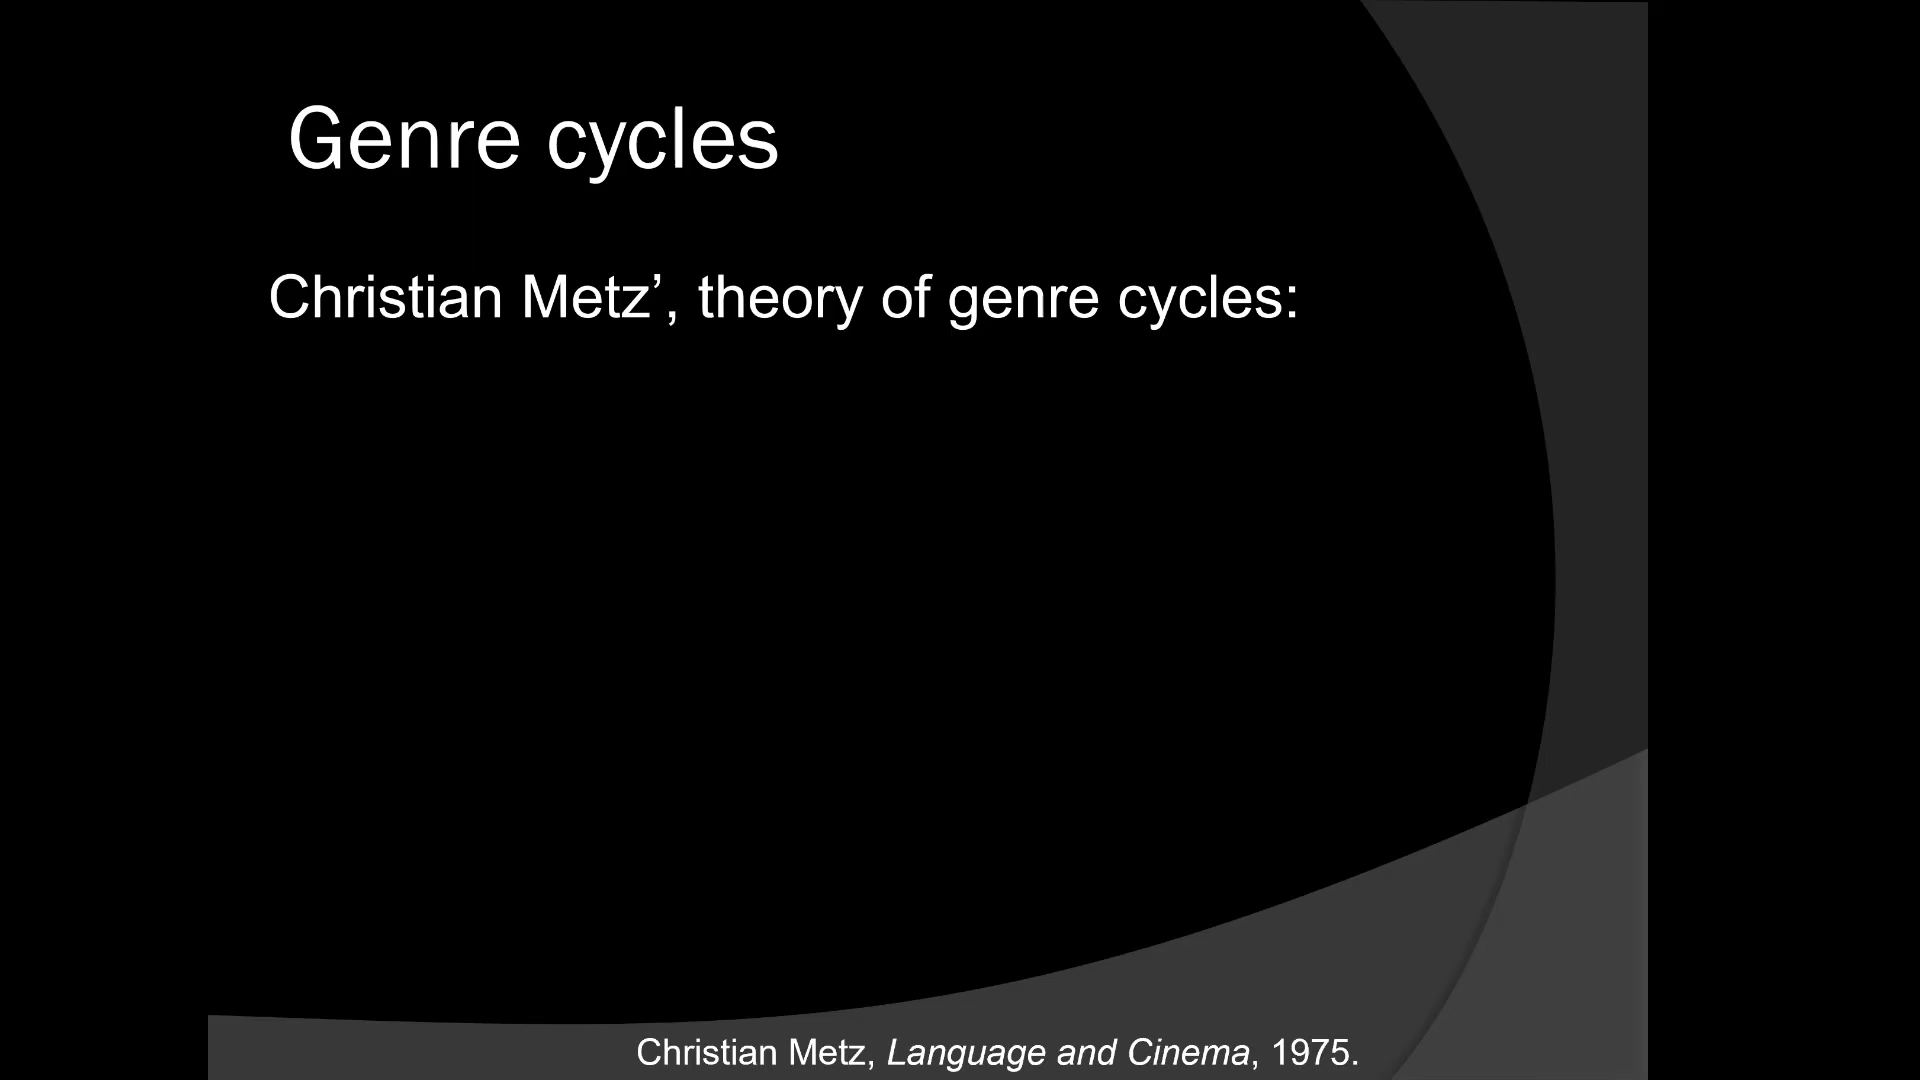 Genre cycles
Christian Metz’, theory of genre cycles:
Christian Metz, Language and Cinema, 1975.